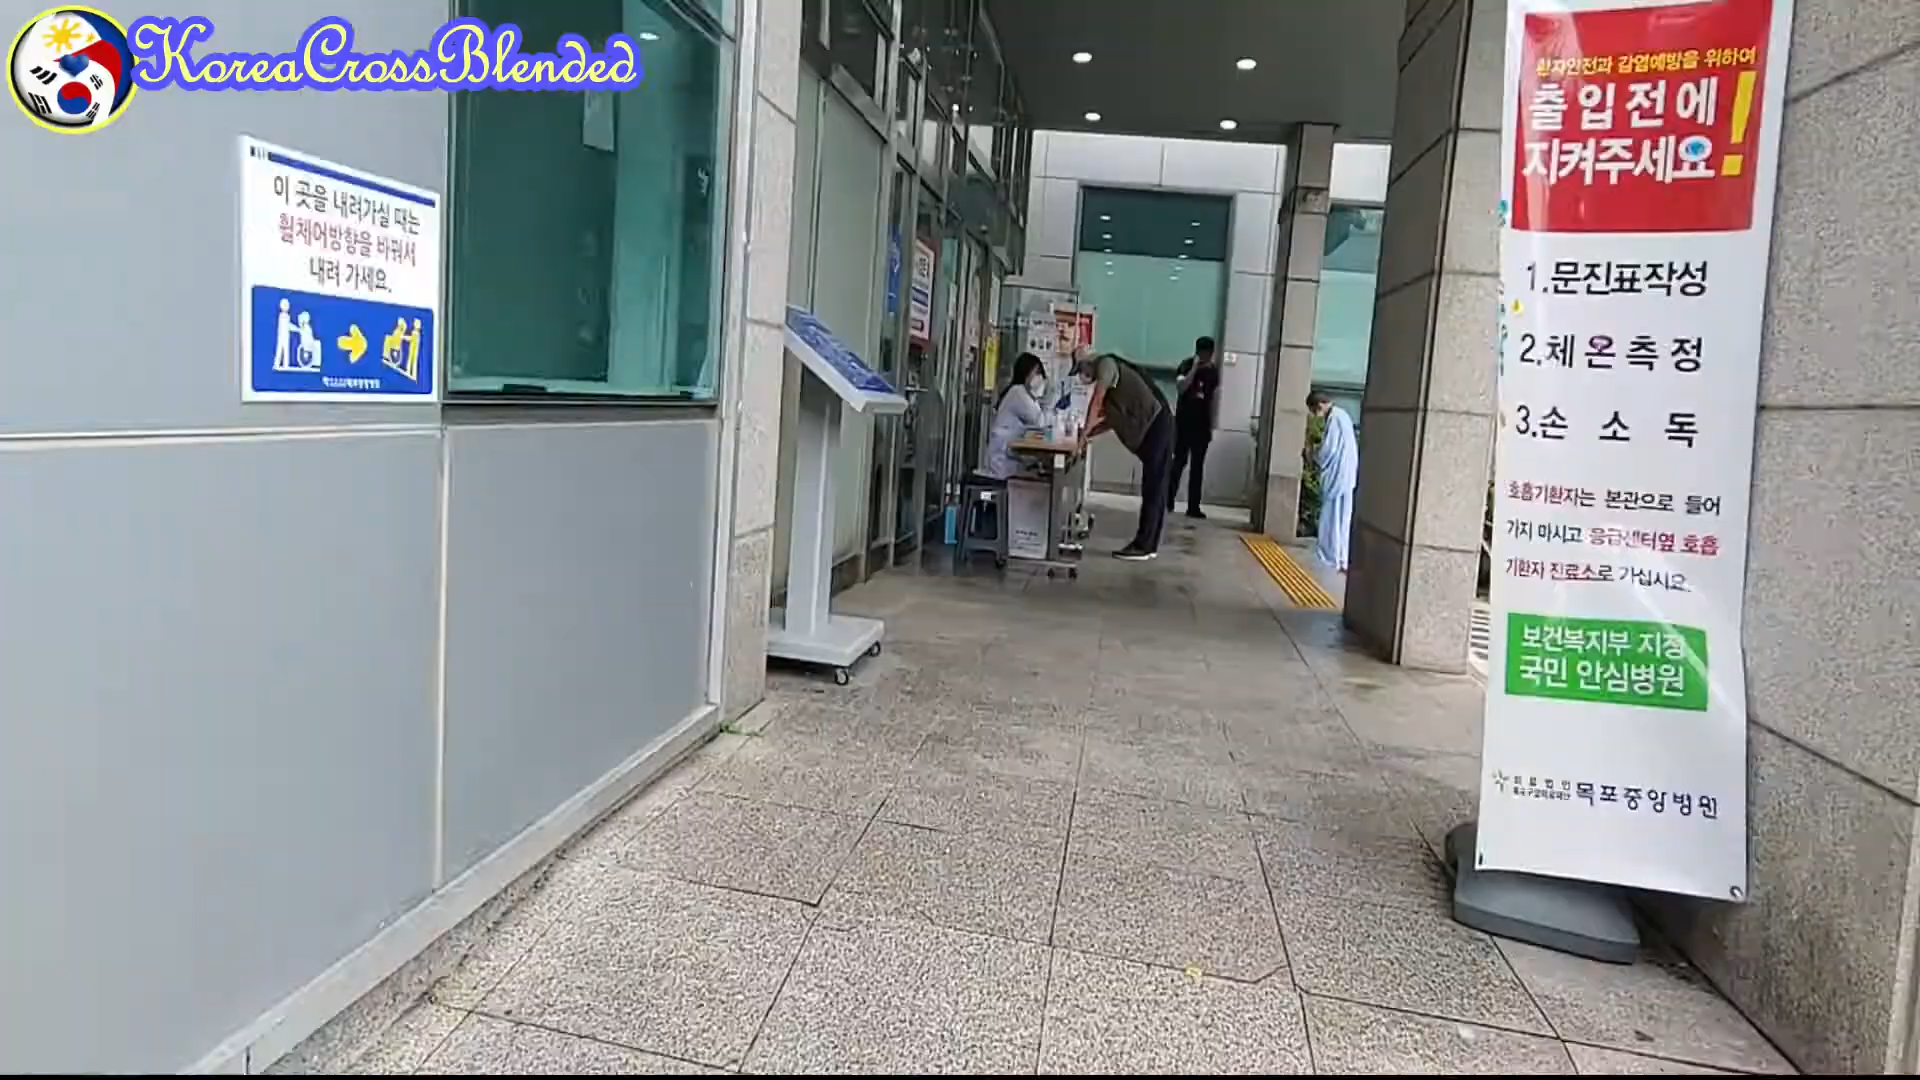 KoreaCrossBlended
이 곳을 내려가실 때는
휠체어방향을 바꿔서
내려 가세요.
환자안전과 감염예방을 위하여
출입전에
지켜주세요!
1.문진표작성
2.체온측정
3.손 소 독
호흡기환자는 본관으로 들어
가지 마시고 응급센터옆 호흡
기환자 진료소로 가십시요.
보건복지부 지정
국민 안심병원
목포중앙병원